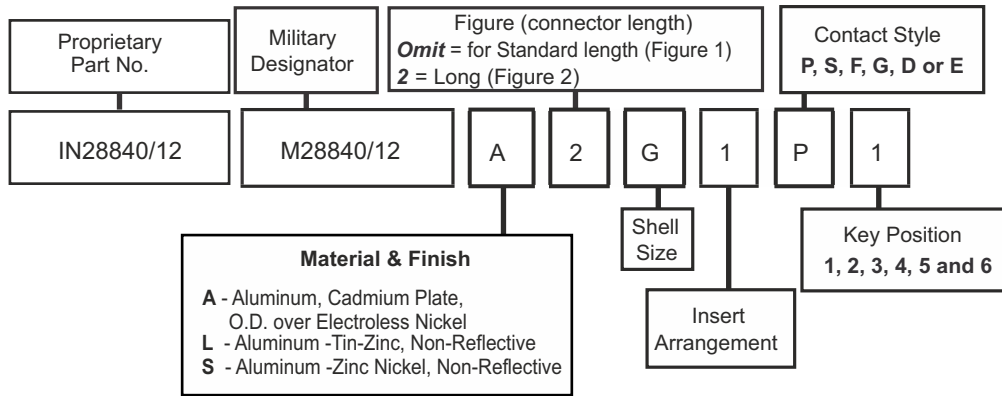 Proprietary
Part No.
Military
Designator
Figure (connector length)
Omit = for Standard length (Figure 1)
2 = Long (Figure 2)
Contact Style
P, S, F, G, D or E
IN28840/12
M28840/12
A
2
G
1
P
1
Material & Finish
A - Aluminum, Cadmium Plate,
O.D. over Electroless Nickel
L - Aluminum -Tin-Zinc, Non-Reflective
S - Aluminum -Zinc Nickel, Non-Reflective
Shell
Size
Insert
Arrangement
Key Position
1, 2, 3, 4, 5 and 6